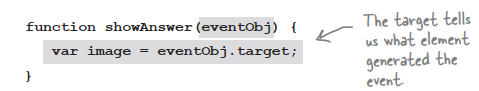 function showAnswer(eventObj) {
var image = eventObj.target;
}
The target tells
us what element
generated the
event.